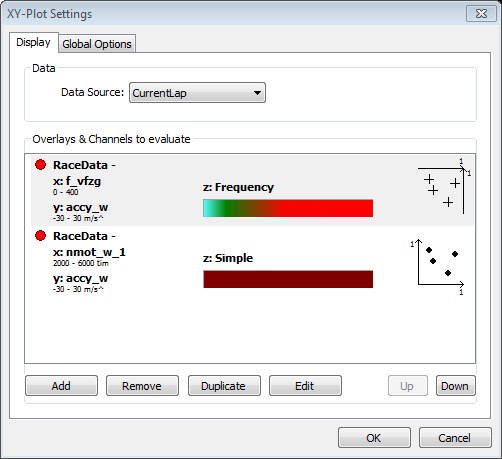 XY-Plot Settings
Display
Global Options
Data
Data Source: CurrentLap
Overlays & Channels to evaluate
RaceData -
x: f_vfzg
0 - 400
z: Frequency
y: accy_w
-30 - 30 m/s^
1
1
RaceData -
x: nmot_w_1
2000 - 6000 tim
z: Simple
y: accy_w
-30 - 30 m/s^
1
1
Add
Remove
Duplicate
Edit
Up
Down
OK
Cancel